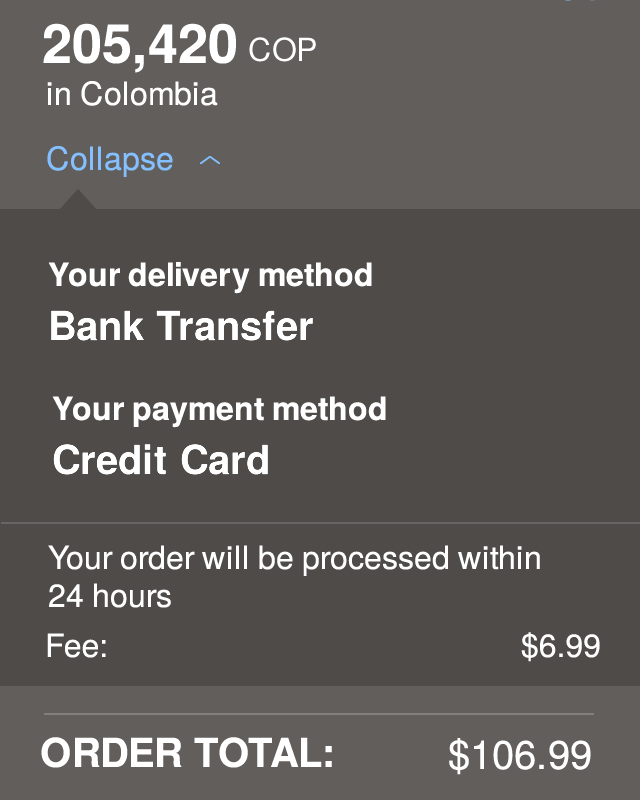 205,420 COP
in Colombia
Collapse
Your delivery method
Bank Transfer
Your payment method
Credit Card
Your order will be processed within
24 hours
Fee: $6.99
ORDER TOTAL: $106.99